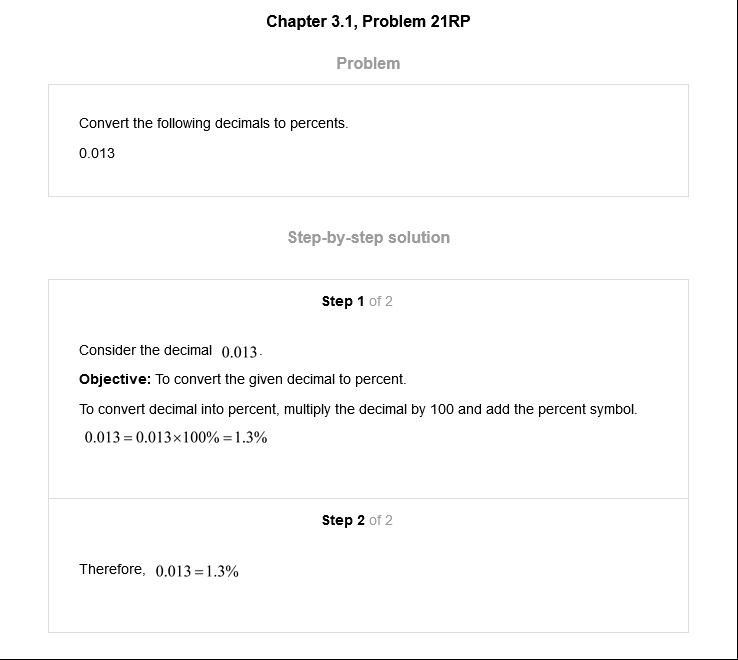 Chapter 3.1, Problem 21RP
Problem
Convert the following decimals to percents.
0.013
Step-by-step solution
Step 1 of 2
Consider the decimal 0.013.
Objective: To convert the given decimal to percent.
To convert decimal into percent, multiply the decimal by 100 and add the percent symbol.
0.013 = 0.013×100% = 1.3%
Step 2 of 2
Therefore, 0.013 = 1.3%